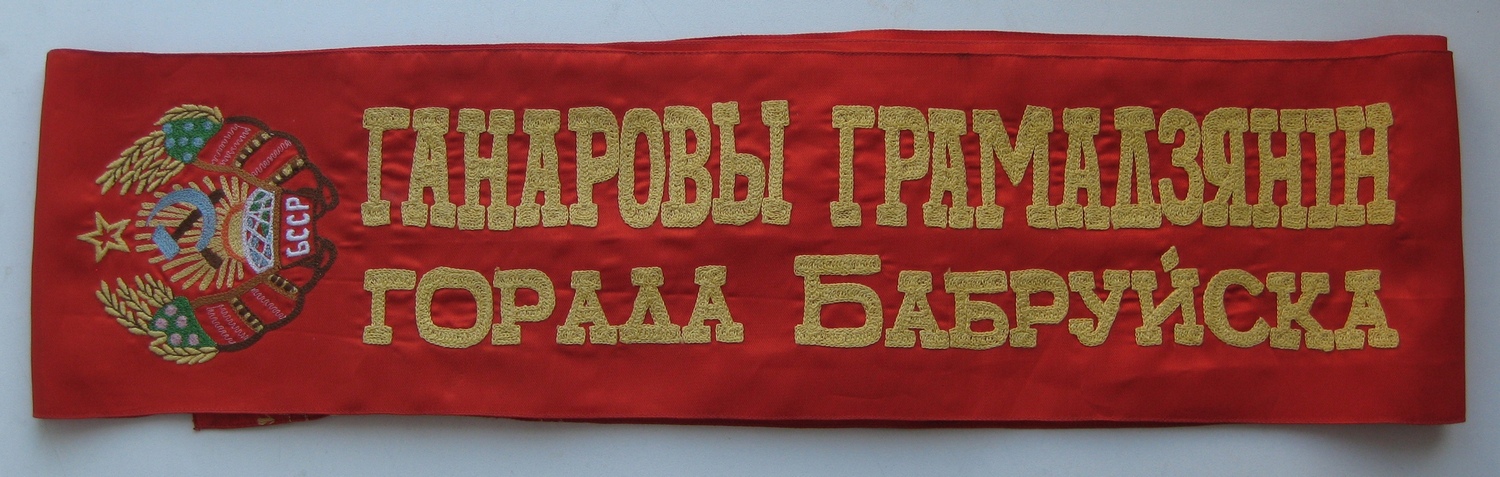 ГАНАРОВЫ ГРАМАДЗЯНІН
ГОРАДА БАБРУЙСКА
БССР